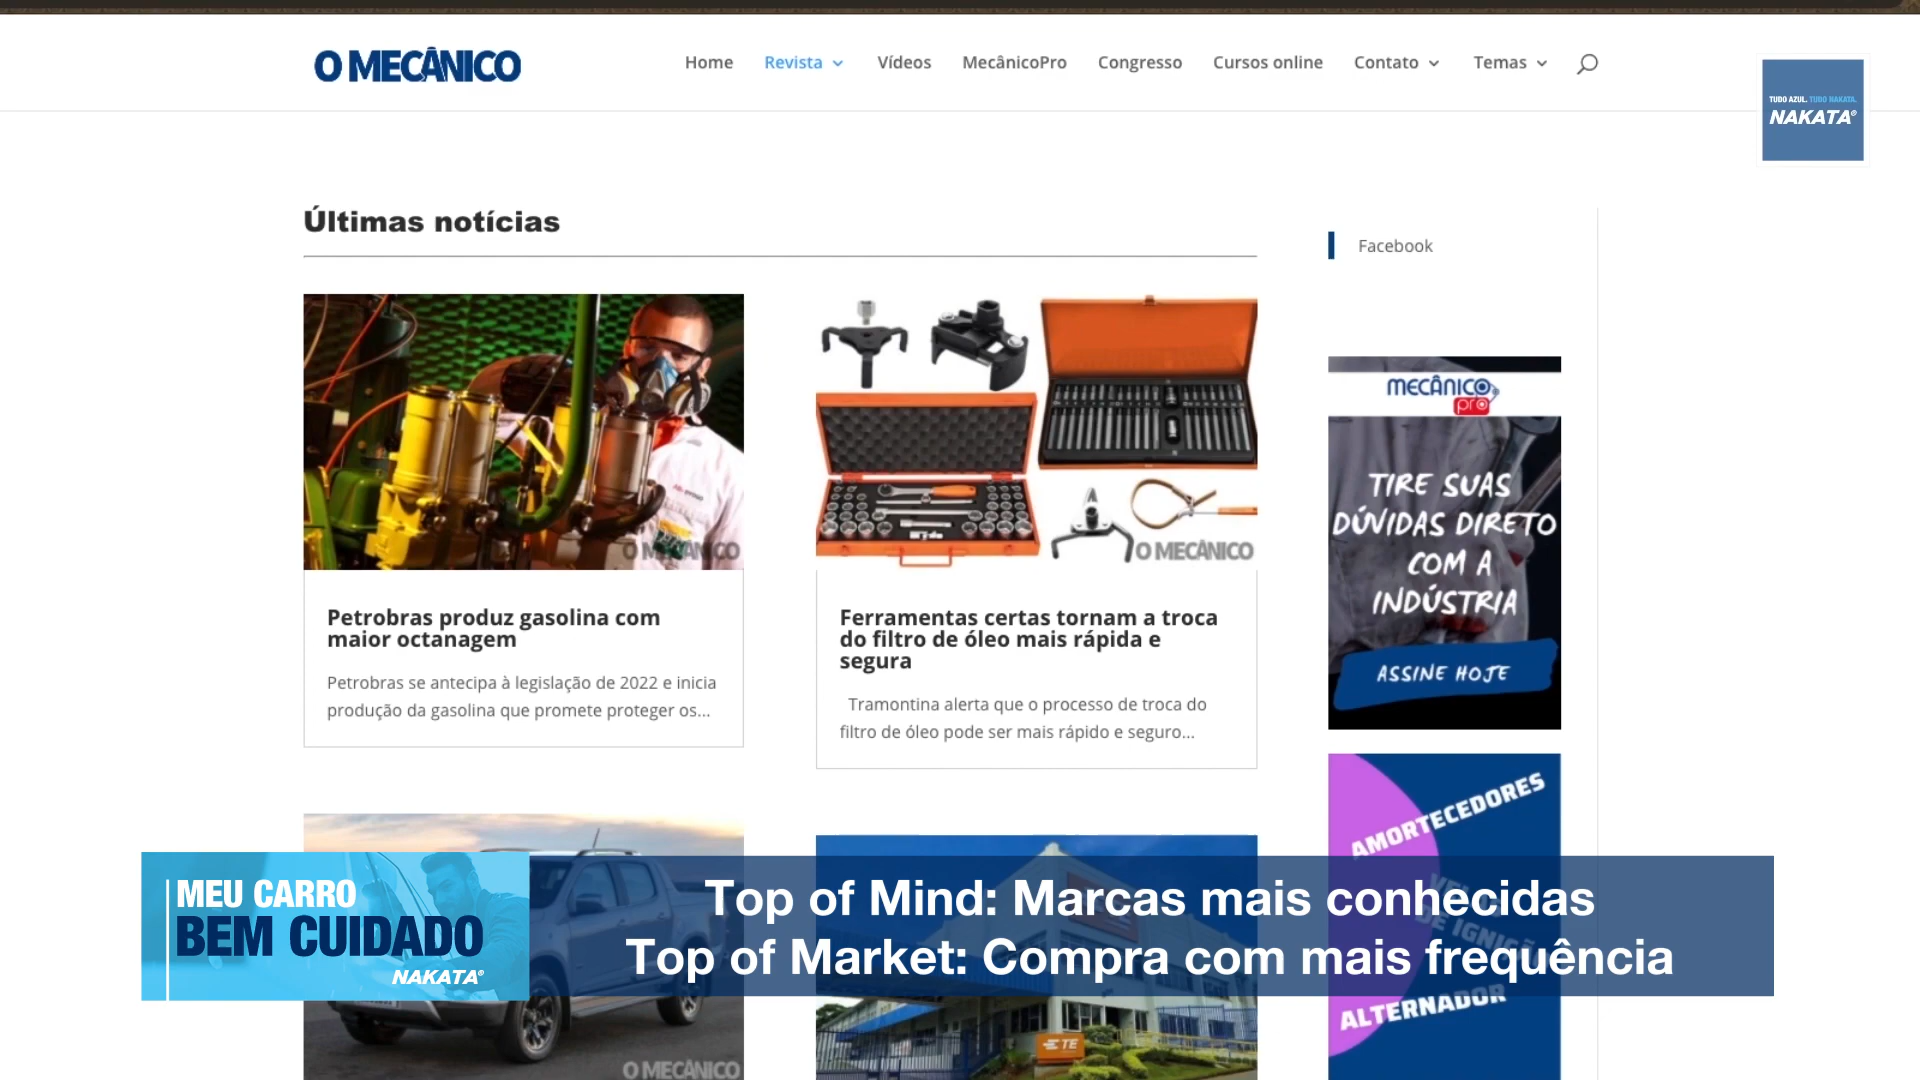 O MECÂNICO
Home Revista Vídeos MecânicoPro Congresso Cursos online Contato Temas
TUDO AZUL. TUDO NAKATA.
NAKATA®
Últimas notícias
Facebook
O MECÂNICO
O MECÂNICO
Petrobras produz gasolina com
maior octanagem
Petrobras se antecipa à legislação de 2022 e inicia
produção da gasolina que promete proteger os...
Ferramentas certas tornam a troca
do filtro de óleo mais rápida e
segura
Tramontina alerta que o processo de troca do
filtro de óleo pode ser mais rápido e seguro...
MECÂNICO
pro
TIRE SUAS
DÚVIDAS DIRETO
COM A
INDÚSTRIA
ASSINE HOJE
AMORTECEDORES
ALTERNADOR
MEU CARRO
BEM CUIDADO
NAKATA®
Top of Mind: Marcas mais conhecidas
Top of Market: Compra com mais frequência
TE
O MECÂNICO